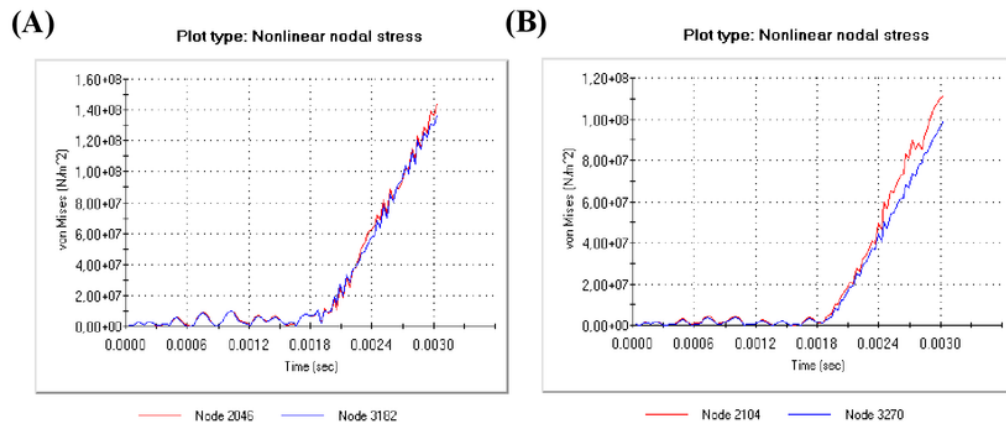 (A)
Plot type: Nonlinear nodal stress
von Mises (N/m^2)
1,60+08
1,40+08
1,20+08
1,00+08
8,00+07
6,00+07
4,00+07
2,00+07
0,00+00
0.0000 0.0006 0.0012 0.0018 0.0024 0.0030
Time (sec)
Node 2046 Node 3182
(B)
Plot type: Nonlinear nodal stress
von Mises (N/m^2)
1,20+08
1,00+08
8,00+07
6,00+07
4,00+07
2,00+07
0,00+00
0.0000 0.0006 0.0012 0.0018 0.0024 0.0030
Time (sec)
Node 2104 Node 3270